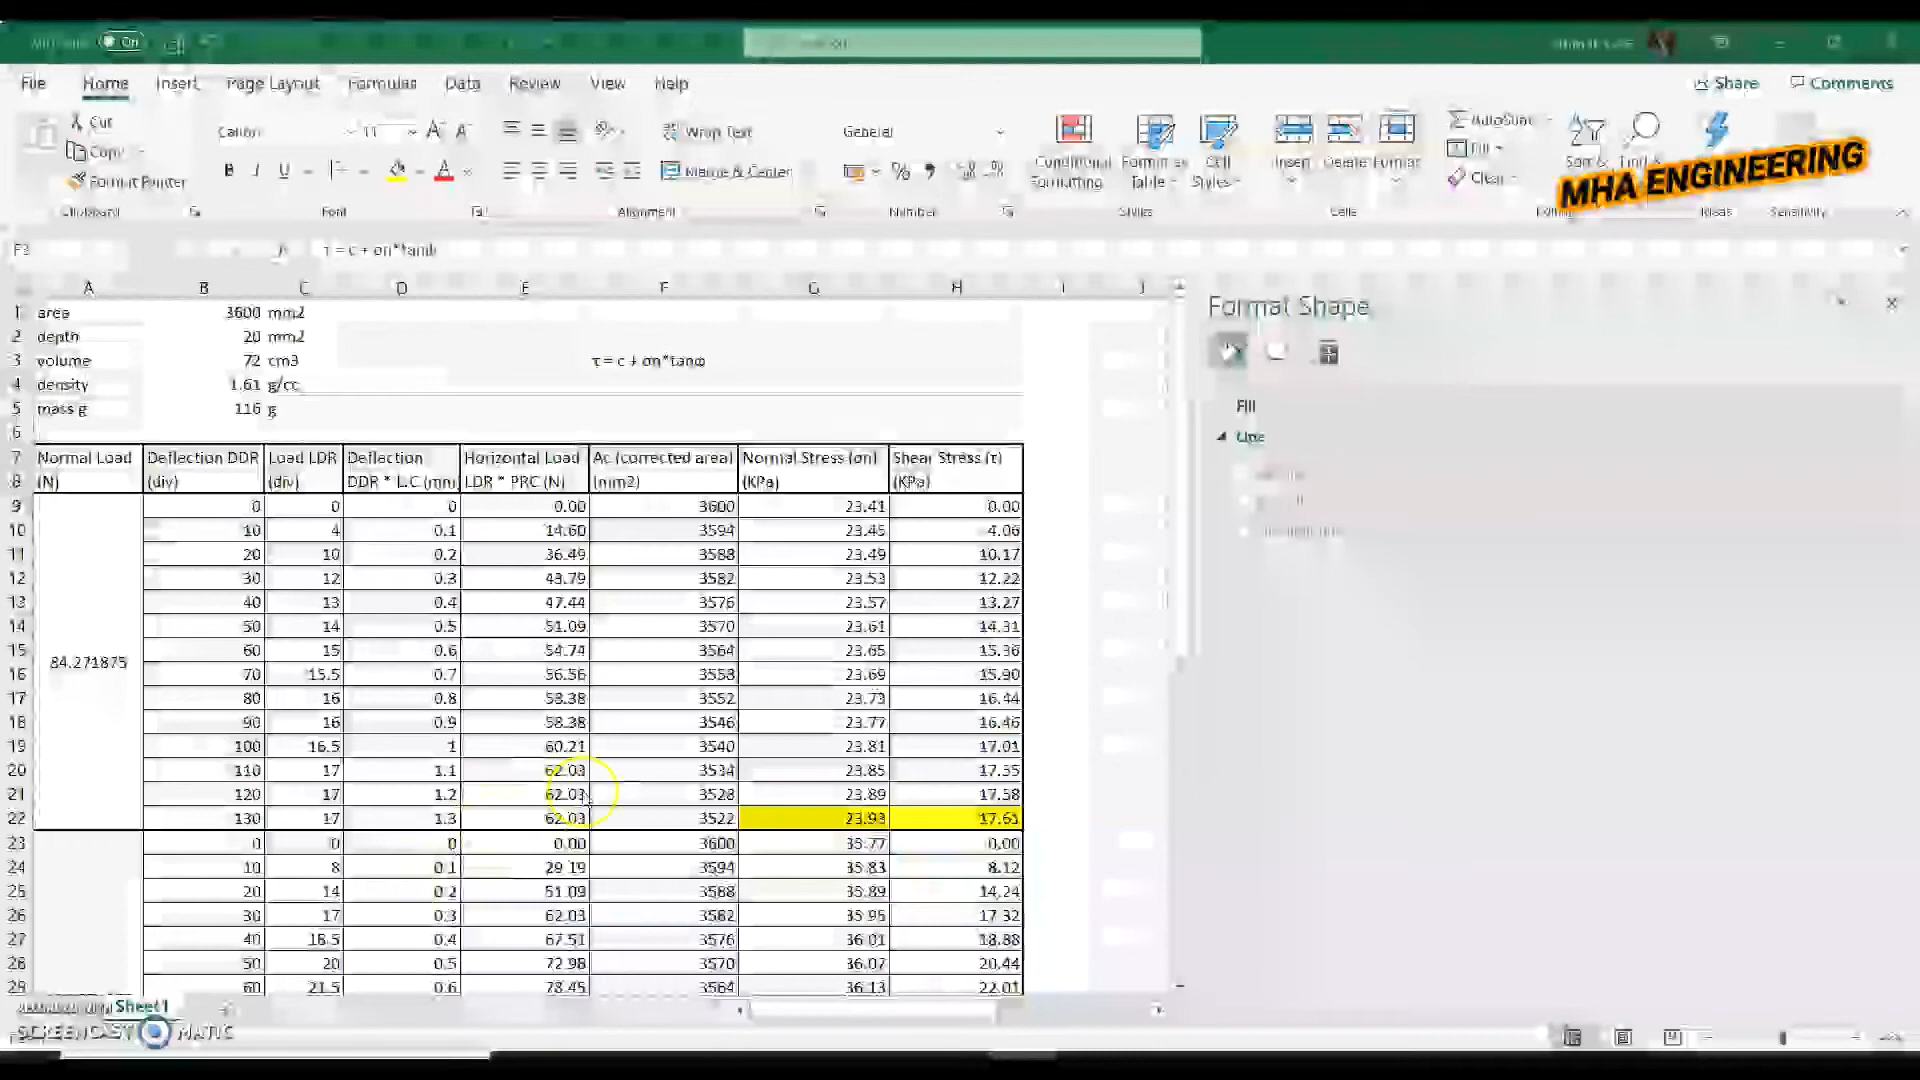 On
File Home Insert Page Layout Formulas Data Review View Help Share Comments
Cut
Copy
Format Painter
Calibri 11
B I U
Wrap Text
Merge & Center
General
Conditional Formatting
Format as Table
Cell Styles
Insert Delete Format
AutoSum
Fill
Clear
Sort & Find &
MHA ENGINEERING
Clipboard Font Alignment Number Styles Cells Editing Ideas Sensitivity
F3 τ = c + σn*tanϕ
A B C D E F G H I J
1 area 3600 mm2
2 depth 20 mm2
3 volume 72 cm3 τ = c + σn*tanϕ
4 density 1.61 g/cc
5 mass g 116 g
6
7 Normal Load Deflection DDR Load LDR Deflection Horizontal Load Ac (corrected area) Normal Stress (σn) Shear Stress (τ)
8 (N) (div) (div) DDR * L.C (mm) LDR * PRC (N) (mm2) (KPa) (KPa)
9 0 0 0 0.00 3600 23.41 0.00
10 10 4 0.1 14.60 3594 23.45 4.06
11 20 10 0.2 36.49 3588 23.49 10.17
12 30 12 0.3 43.79 3582 23.53 12.22
13 40 13 0.4 47.44 3576 23.57 13.27
14 50 14 0.5 51.09 3570 23.61 14.31
15 84.271875 60 15 0.6 54.74 3564 23.65 15.36
16 70 15.5 0.7 56.56 3558 23.69 15.90
17 80 16 0.8 58.38 3552 23.73 16.44
18 90 16 0.9 58.38 3546 23.77 16.46
19 100 16.5 1 60.21 3540 23.81 17.01
20 110 17 1.1 62.03 3534 23.85 17.55
21 120 17 1.2 62.03 3528 23.89 17.58
22 130 17 1.3 62.03 3522 23.93 17.61
23 0 0 0 0.00 3600 35.77 0.00
24 10 8 0.1 29.19 3594 35.83 8.12
25 20 14 0.2 51.09 3588 35.89 14.24
26 30 17 0.3 62.03 3582 35.95 17.32
27 40 18.5 0.4 67.51 3576 36.01 18.88
28 50 20 0.5 72.98 3570 36.07 20.44
29 60 21.5 0.6 78.45 3564 36.13 22.01
Format Shape
Fill
Line
Sheet1
SCREENCAST MATIC